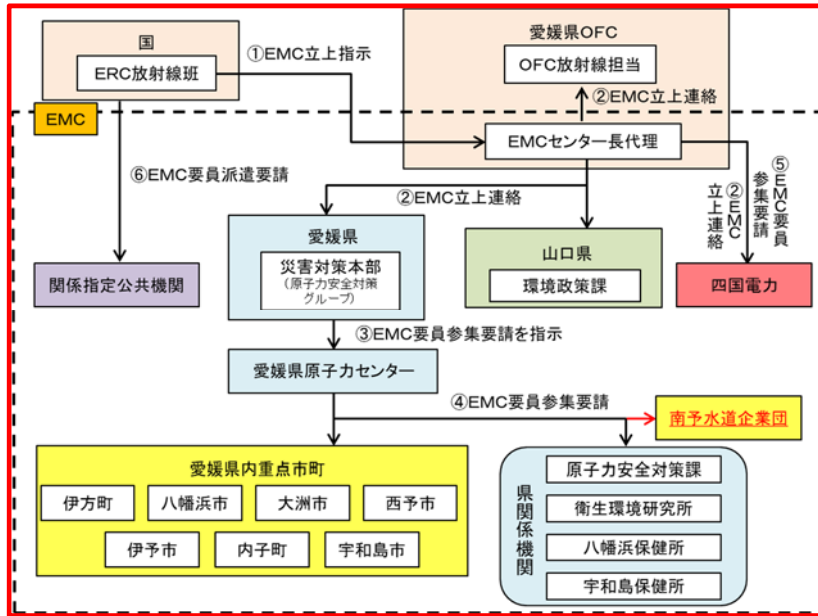 国
ERC放射線班
①EMC立上指示
愛媛県OFC
OFC放射線担当
②EMC立上連絡
EMCセンター長代理
EMC
⑥EMC要員派遣要請
②EMC立上連絡
⑤EMC要員
参集要請
②EMC
立上連絡
愛媛県
災害対策本部
(原子力安全対策
グループ)
山口県
環境政策課
関係指定公共機関
四国電力
③EMC要員参集要請を指示
愛媛県原子力センター
④EMC要員参集要請
南予水道企業団
愛媛県内重点市町
伊方町
八幡浜市
大洲市
西予市
伊予市
内子町
宇和島市
県関係機関
原子力安全対策課
衛生環境研究所
八幡浜保健所
宇和島保健所